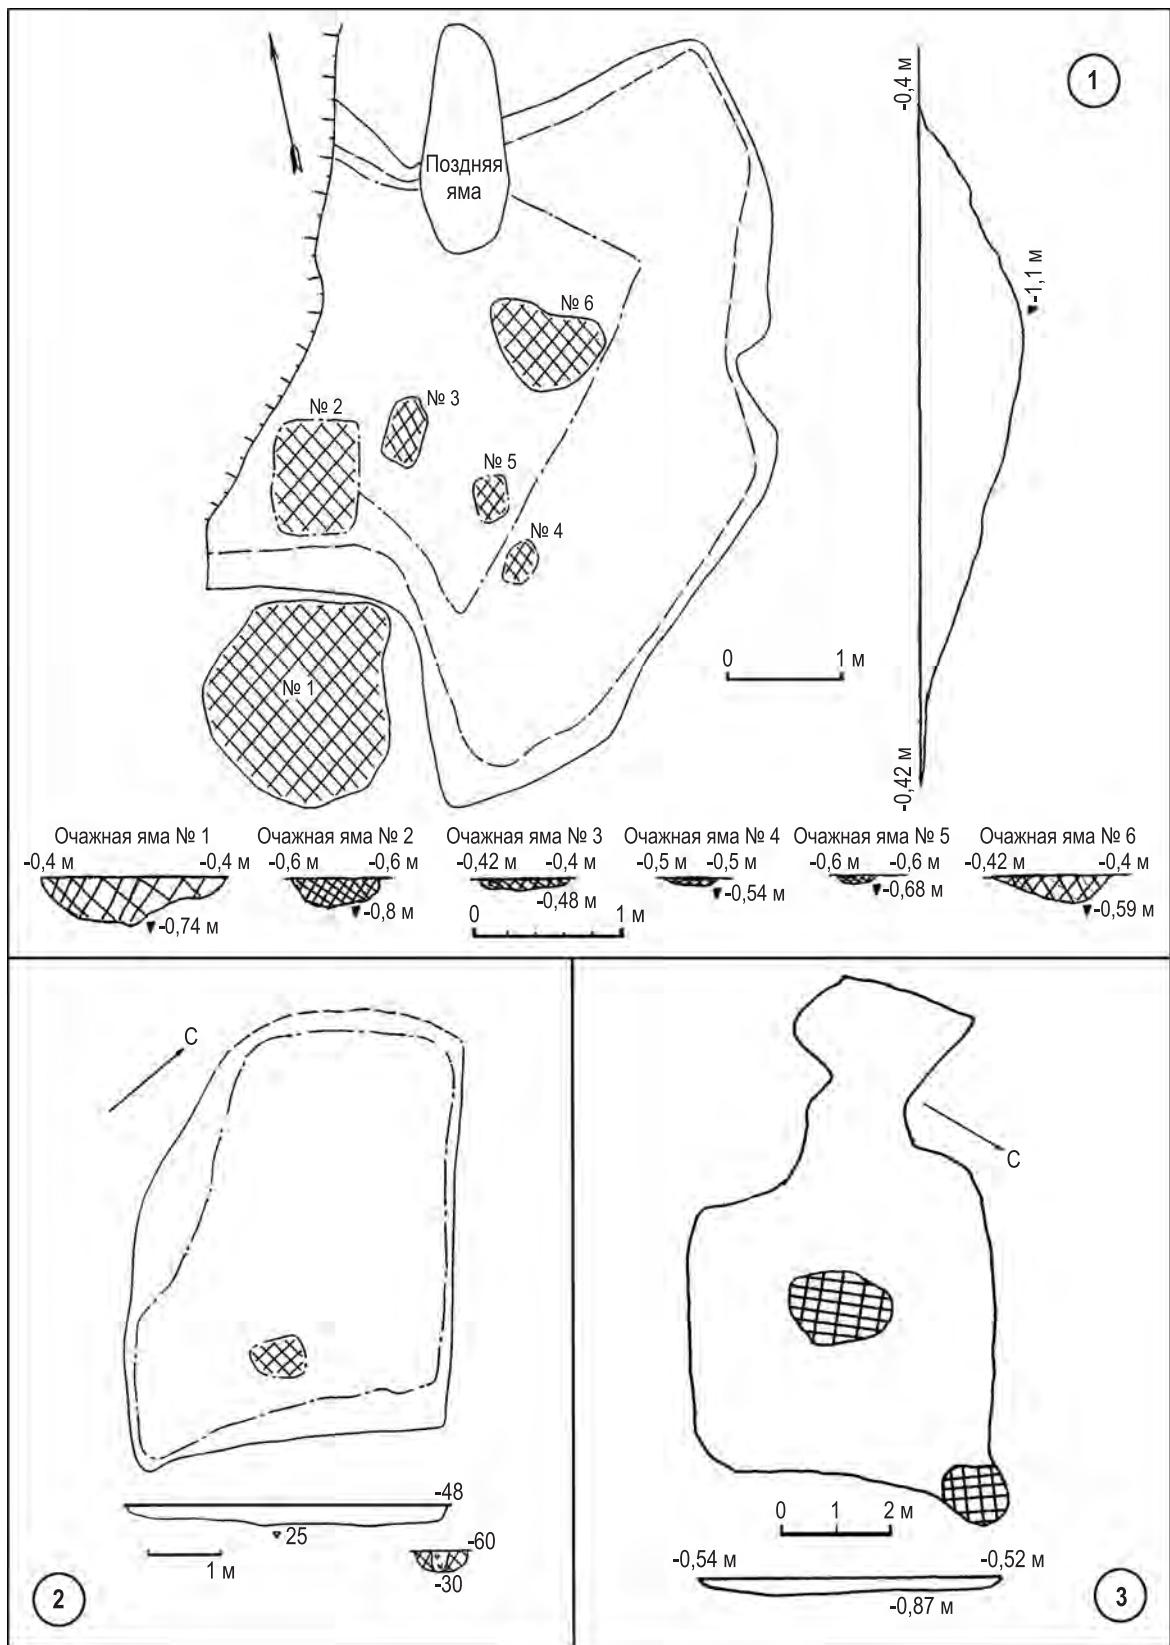 1
-0,4 м
Поздняя
яма
-1,1 м
№ 6
№ 3
№ 2
№ 5
№ 4
0 1 м
№ 1
-0,42 м
Очажная яма № 1
-0,4 м -0,4 м
-0,74 м
Очажная яма № 2
-0,6 м -0,6 м
-0,8 м
Очажная яма № 3
-0,42 м -0,4 м
-0,48 м
Очажная яма № 4
-0,5 м -0,5 м
-0,54 м
Очажная яма № 5
-0,6 м -0,6 м
-0,68 м
Очажная яма № 6
-0,42 м -0,4 м
-0,59 м
0 1 м
С
-48
25
-60
1 м
-30
2
С
0 1 2 м
-0,54 м -0,52 м
-0,87 м
3